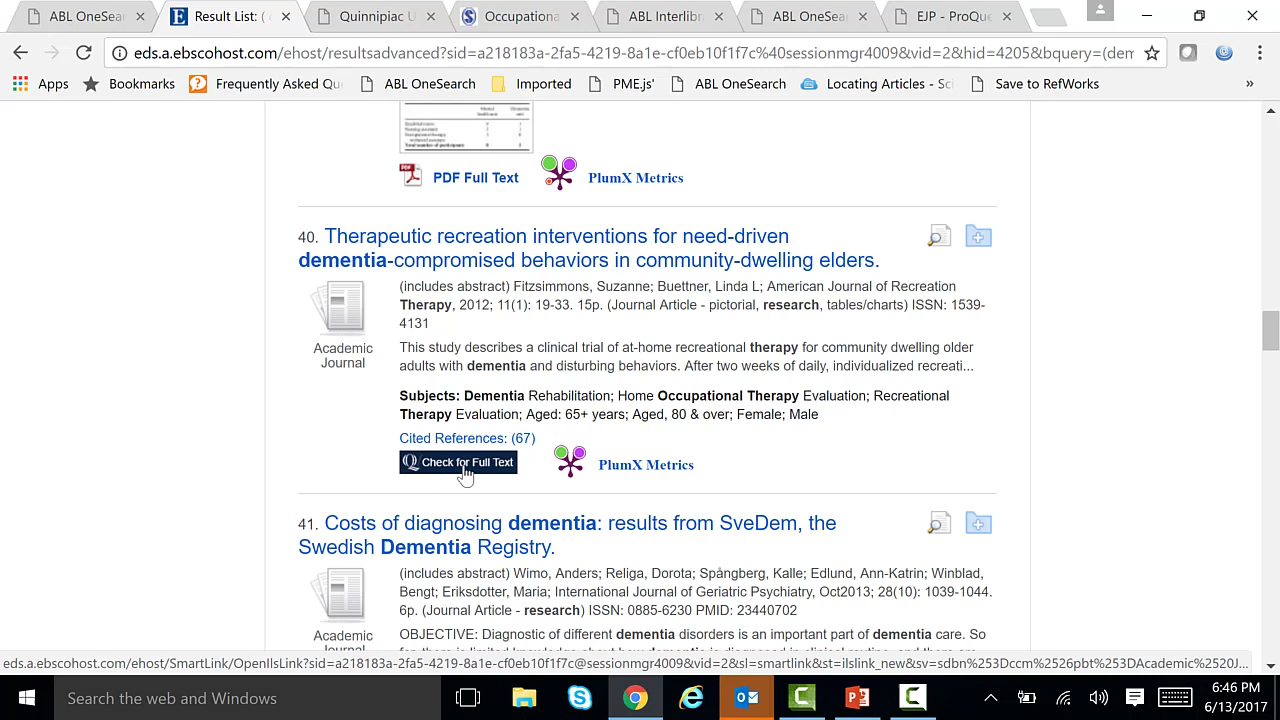 ABL OneSear
Result List: (
Quinnipiac U
Occupationa
ABL Interlib
ABL OneSear
EJP - ProQue
eds.a.ebscohost.com/ehost/resultsadvanced?sid=a218183a-2fa5-4219-8a1e-cf0eb10f1f7c%40sessionmgr4009&vid=2&hid=4205&bquery=(dem
Apps Bookmarks Frequently Asked Qu ABL OneSearch Imported PME.js' ABL OneSearch Locating Articles - Sc Save to RefWorks »
PDF Full Text PlumX Metrics
40. Therapeutic recreation interventions for need-driven
dementia-compromised behaviors in community-dwelling elders.
(includes abstract) Fitzsimmons, Suzanne; Buettner, Linda L; American Journal of Recreation
Therapy, 2012; 11(1): 19-33. 15p. (Journal Article - pictorial, research, tables/charts) ISSN: 1539-
4131
Academic
Journal
This study describes a clinical trial of at-home recreational therapy for community dwelling older
adults with dementia and disturbing behaviors. After two weeks of daily, individualized recreati...
Subjects: Dementia Rehabilitation; Home Occupational Therapy Evaluation; Recreational
Therapy Evaluation; Aged: 65+ years; Aged, 80 & over; Female; Male
Cited References: (67)
Check for Full Text PlumX Metrics
41. Costs of diagnosing dementia: results from SveDem, the
Swedish Dementia Registry.
(includes abstract) Wimo, Anders; Religa, Dorota; Spångberg, Kalle; Edlund, Ann-Katrin; Winblad,
Bengt; Eriksdotter, Maria; International Journal of Geriatric Psychiatry, Oct2013; 28(10): 1039-1044.
6p. (Journal Article - research) ISSN: 0885-6230 PMID: 23440702
Academic
OBJECTIVE: Diagnostic of different dementia disorders is an important part of dementia care. So
eds.a.ebscohost.com/ehost/SmartLink/OpenIlsLink?sid=a218183a-2fa5-4219-8a1e-cf0eb10f1f7c@sessionmgr4009&vid=2&sl=smartlink&st=ilslink_new&sv=sdbn%253Dccm%2526pbt%253DAcademic%2520J...
Search the web and Windows
6:46 PM
6/13/2017